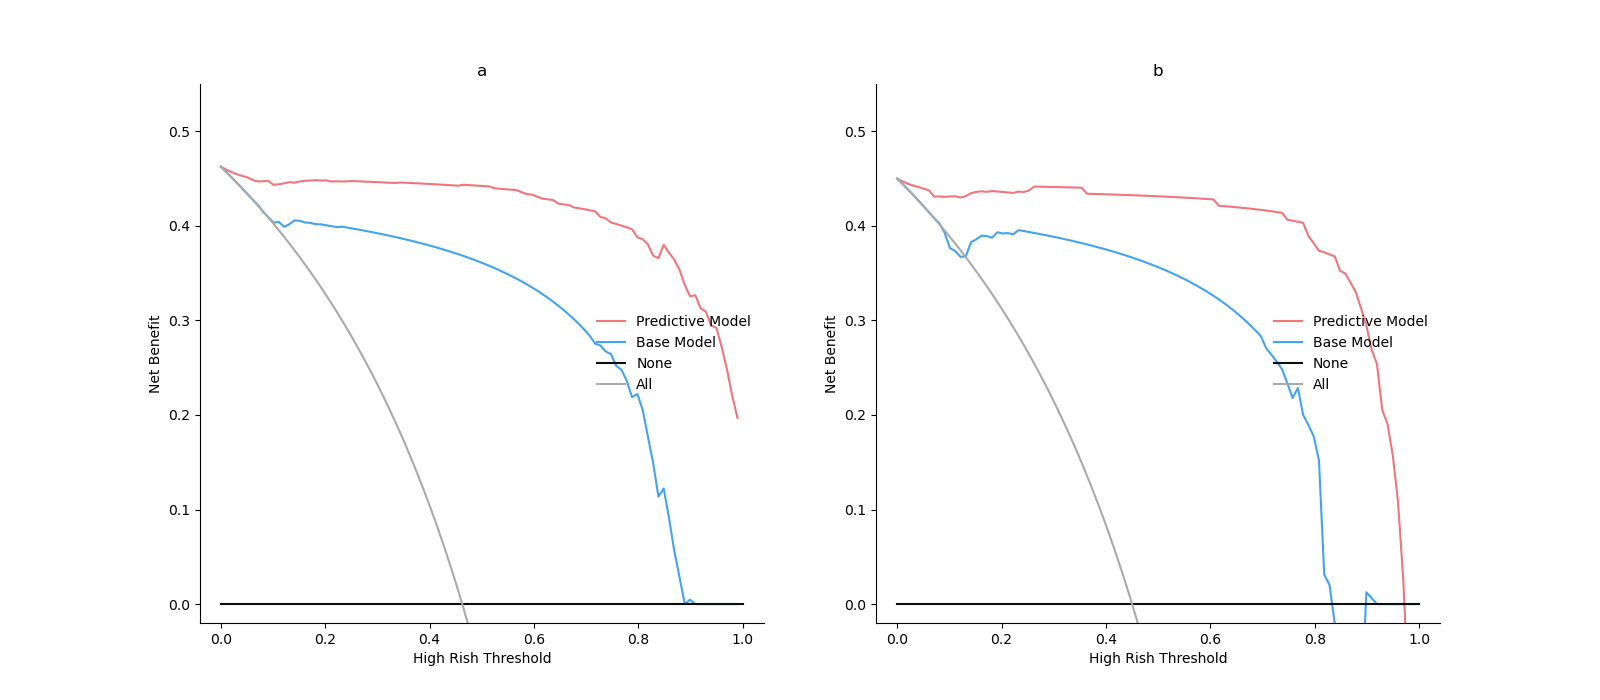 a
0.5
0.4
0.3
0.2
0.1
0.0
Net Benefit
Predictive Model
Base Model
None
All
0.0 0.2 0.4 0.6 0.8 1.0
High Rish Threshold
b
0.5
0.4
0.3
0.2
0.1
0.0
Net Benefit
Predictive Model
Base Model
None
All
0.0 0.2 0.4 0.6 0.8 1.0
High Rish Threshold